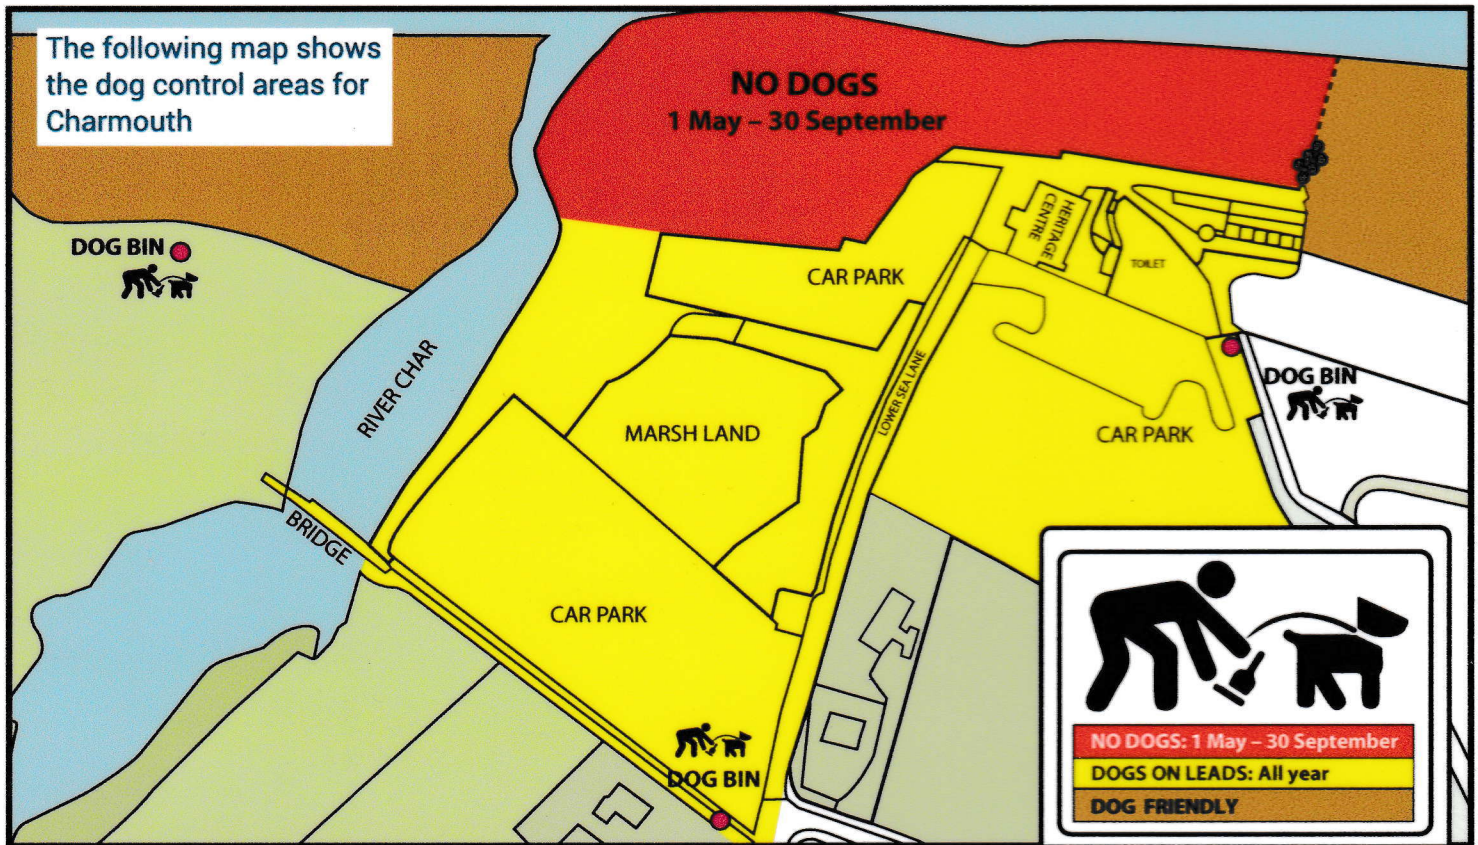 The following map shows
the dog control areas for
Charmouth
NO DOGS
1 May – 30 September
DOG BIN
HERITAGE
CENTRE
TOILET
CAR PARK
RIVER CHAR
LOWER SEA LANE
DOG BIN
MARSH LAND
CAR PARK
BRIDGE
CAR PARK
DOG BIN
NO DOGS: 1 May – 30 September
DOGS ON LEADS: All year
DOG FRIENDLY